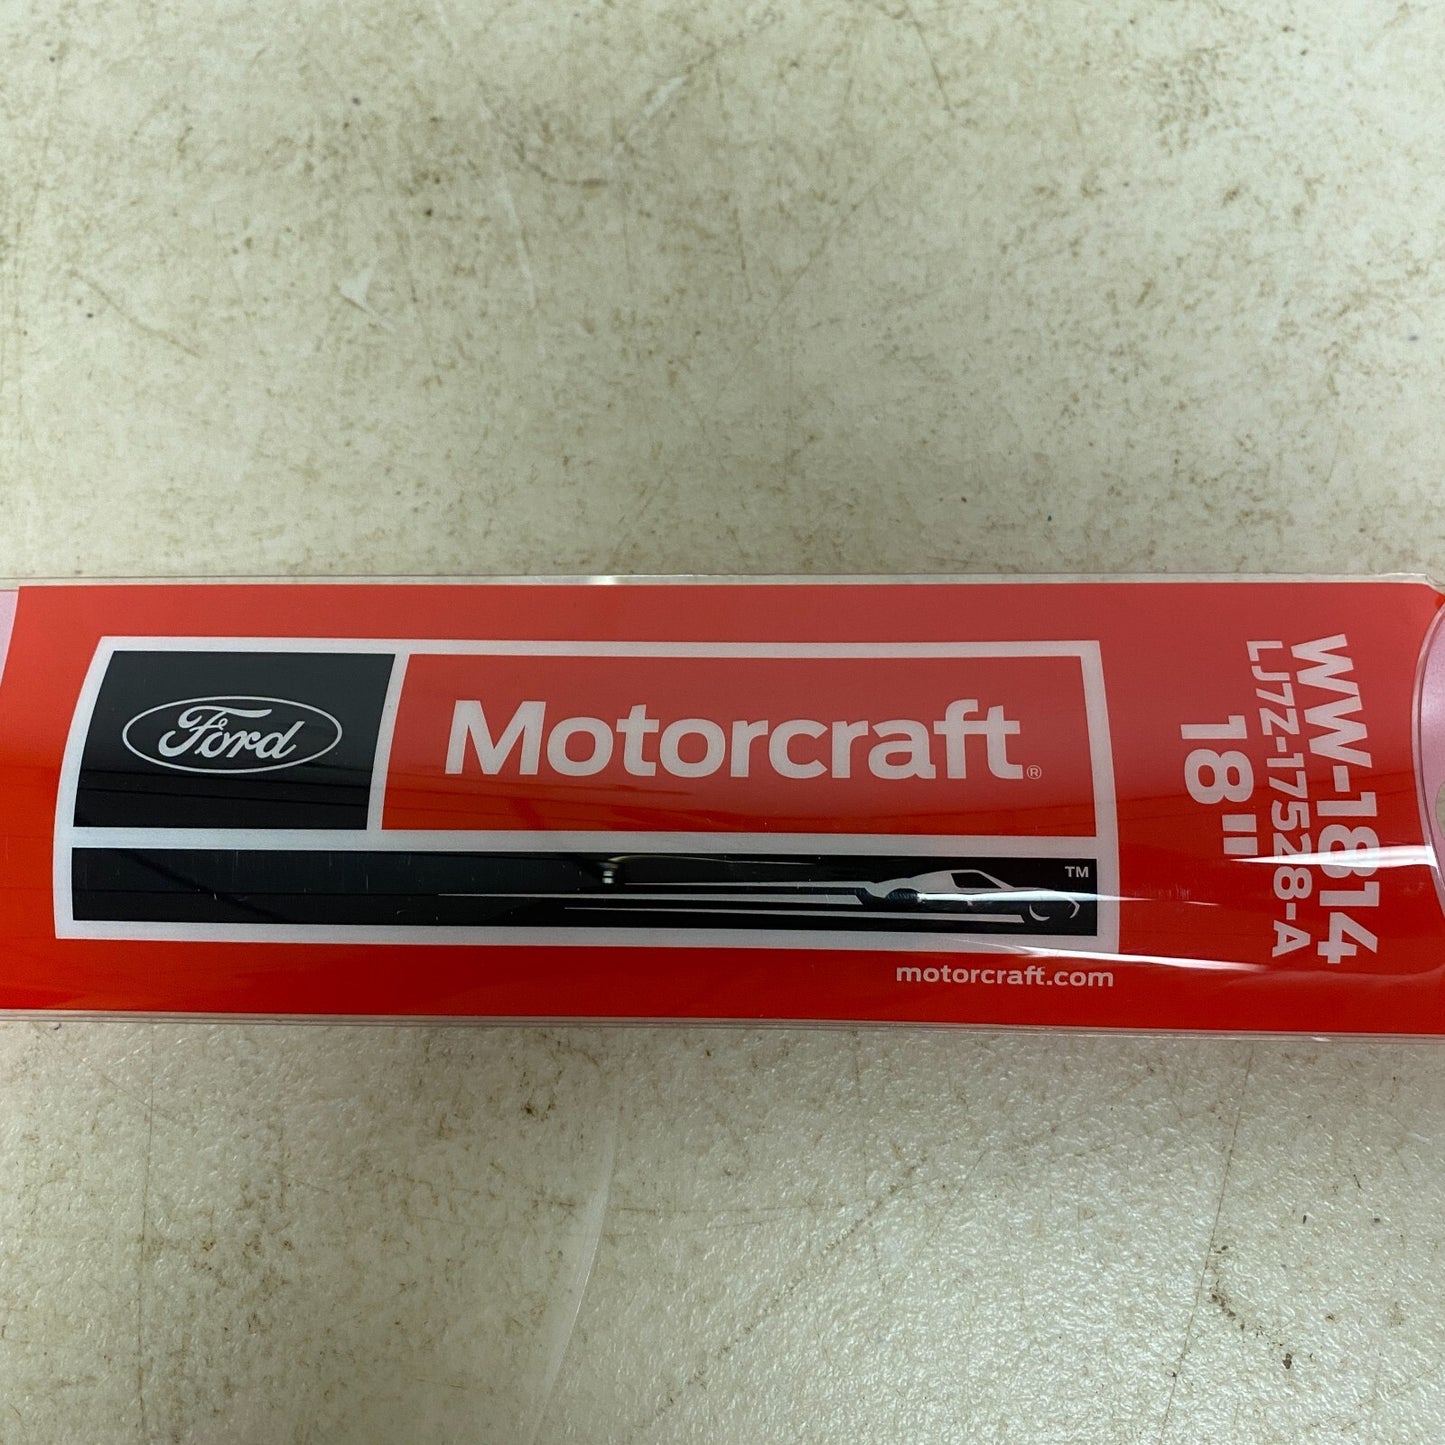 Ford
Motorcraft®
TM
motorcraft.com
WW-1814
LJ7Z-17528-A
18"